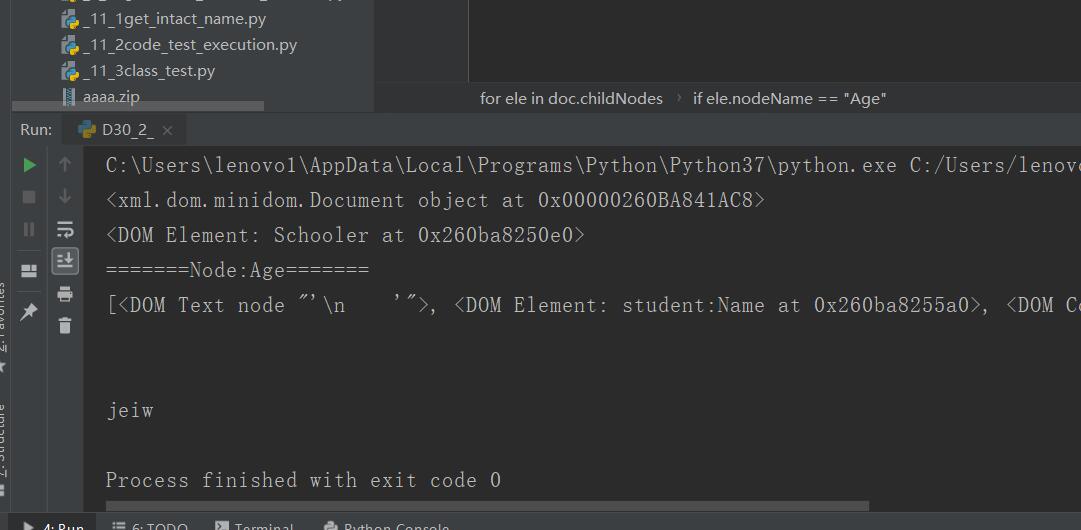 _11_1get_intact_name.py
_11_2code_test_execution.py
_11_3class_test.py
aaaa.zip
for ele in doc.childNodes › if ele.nodeName == "Age"
Run: D30_2_ ×
C:\Users\lenovo1\AppData\Local\Programs\Python\Python37\python.exe C:/Users/lenovo
<xml.dom.minidom.Document object at 0x00000260BA841AC8>
<DOM Element: Schooler at 0x260ba8250e0>
=======Node:Age=======
[<DOM Text node "'\n    '">, <DOM Element: student:Name at 0x260ba8255a0>, <DOM Co
jeiw
Process finished with exit code 0
2: Favorites
7: Structure
4: Run 6: TODO Terminal Python Console